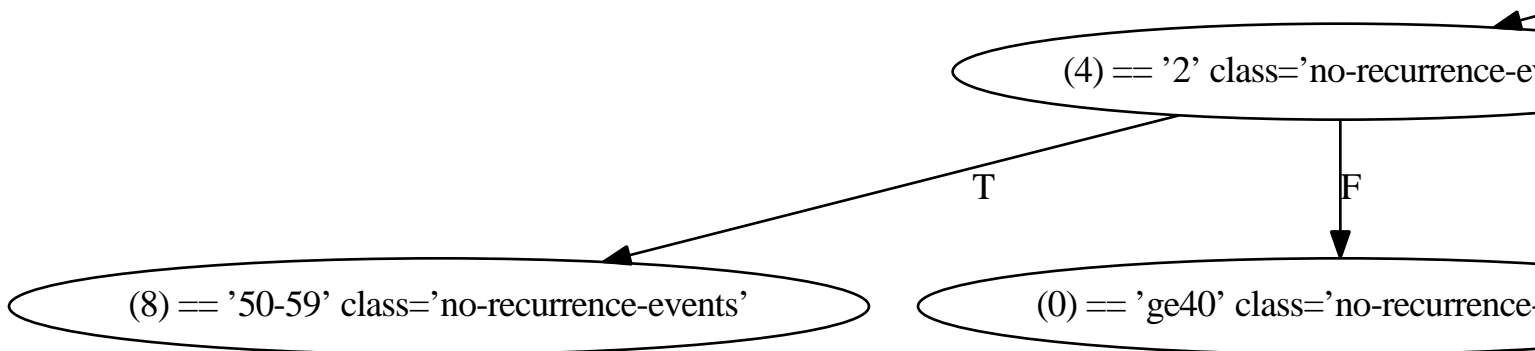 (4) == ’2’ class=’no-recurrence-ev
T
F
(8) == ’50-59’ class=’no-recurrence-events’
(0) == ’ge40’ class=’no-recurrence-